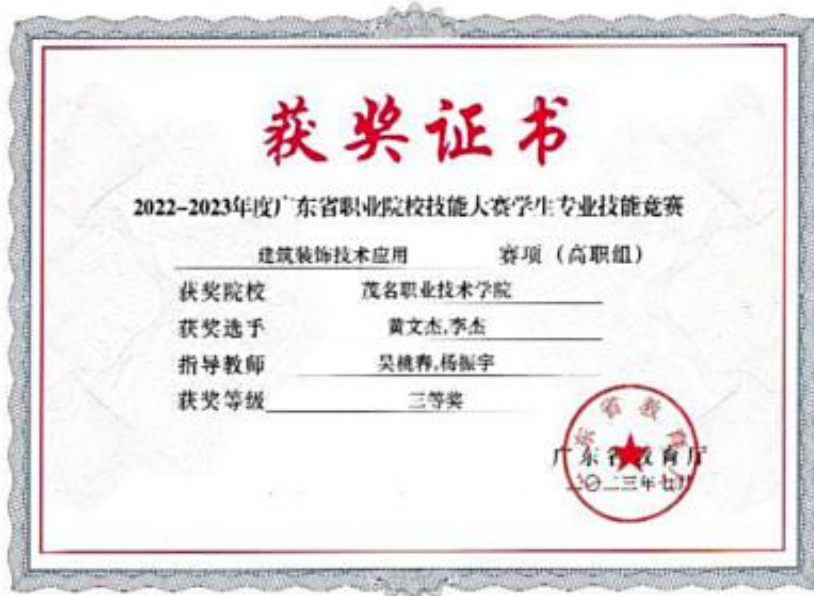 获奖证书
2022-2023年度广东省职业院校技能大赛学生专业技能竞赛
建筑装饰技术应用 赛项（高职组）
获奖院校 茂名职业技术学院
获奖选手 黄文杰,李杰
指导教师 吴桃春,杨振宇
获奖等级 三等奖
广东省教育厅
二〇二三年七月